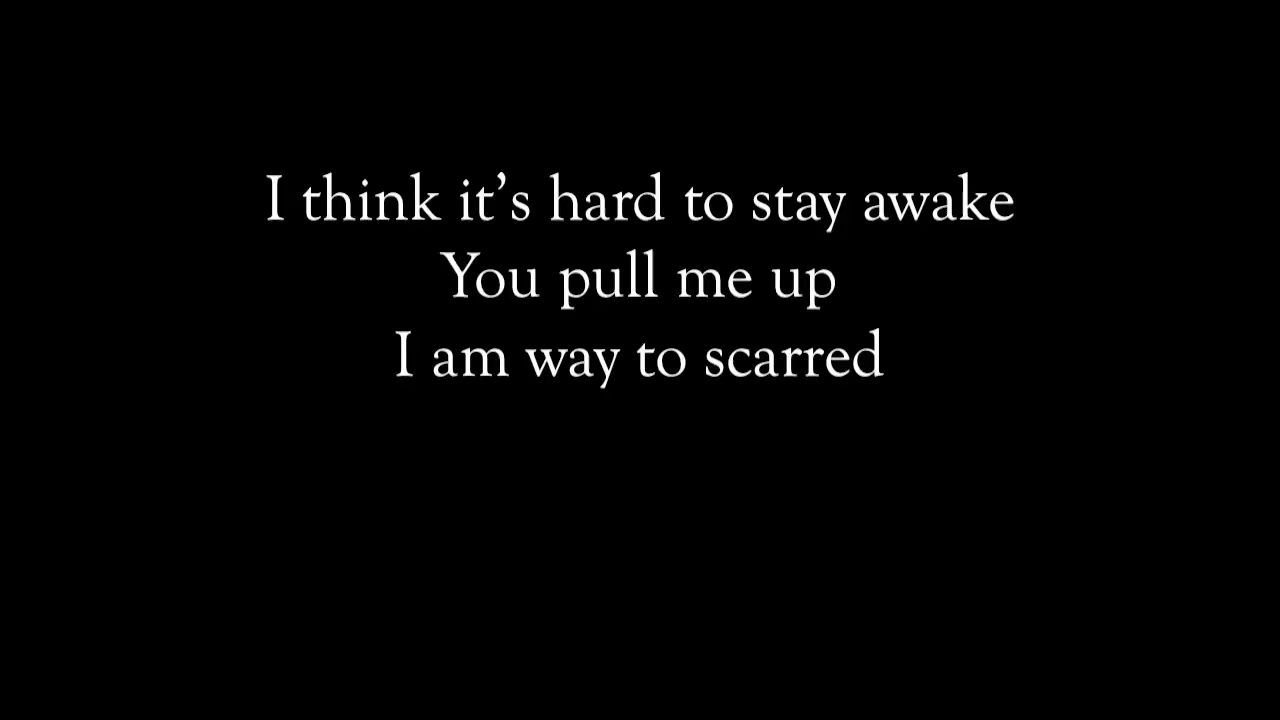 I think it’s hard to stay awake
You pull me up
I am way to scarred